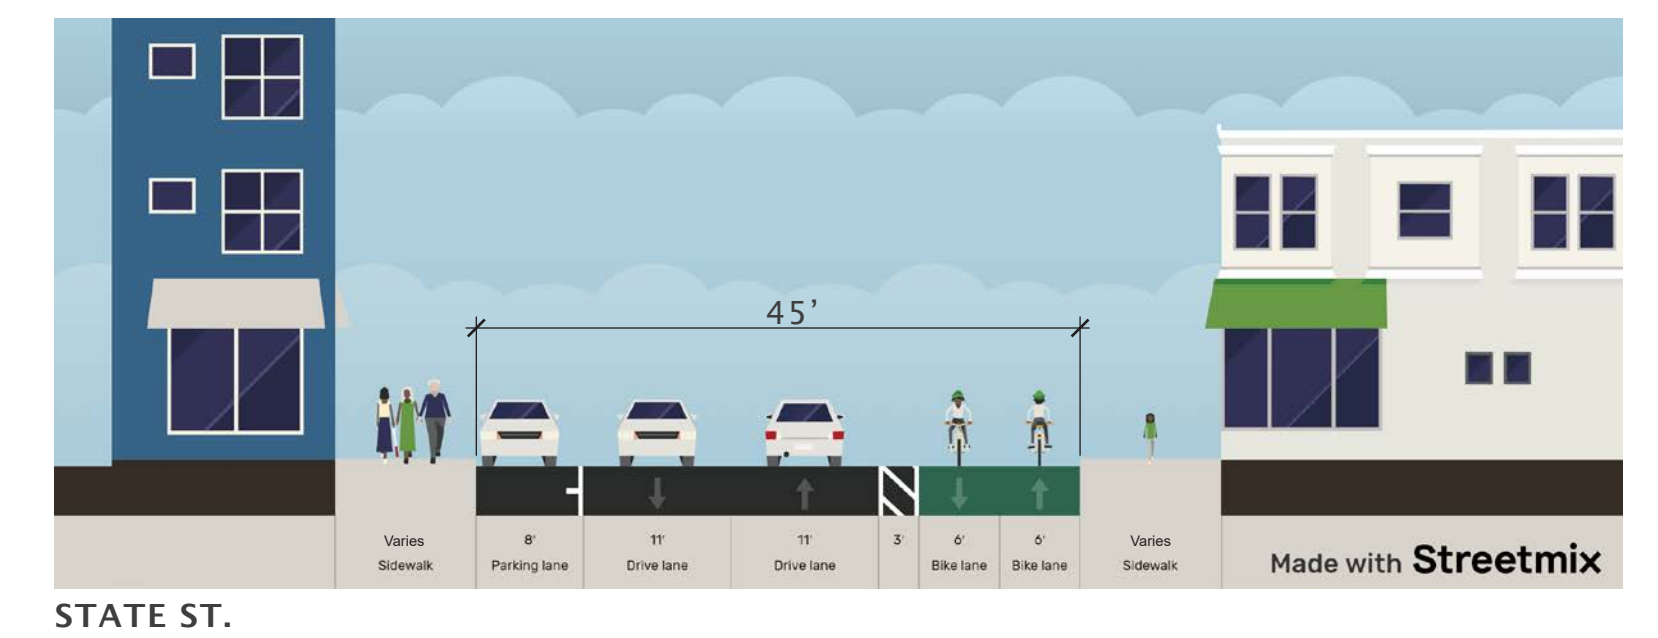 45’
Varies
Sidewalk
8'
Parking lane
11'
Drive lane
11'
Drive lane
3'
6'
Bike lane
6'
Bike lane
Varies
Sidewalk
Made with Streetmix
STATE ST.